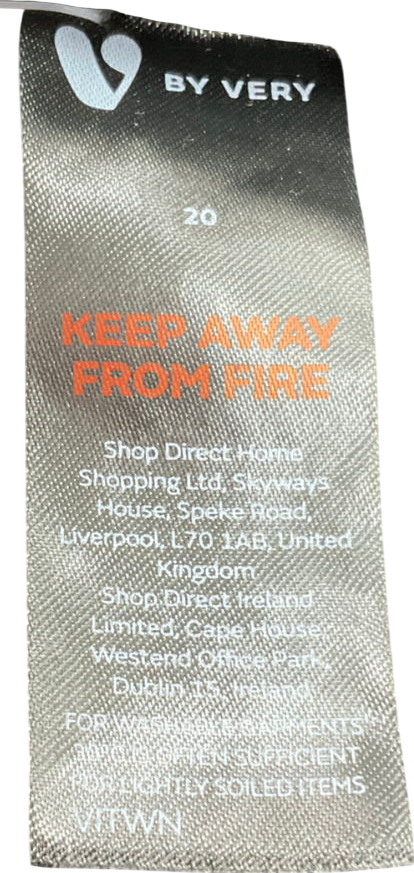 V BY VERY
20
KEEP AWAY
FROM FIRE
Shop Direct Home
Shopping Ltd, Skyways
House, Speke Road,
Liverpool, L70 1AB, United
Kingdom
Shop Direct Ireland
Limited, Cape House,
Westend Office Park,
Dublin 15, Ireland
FOR WASHABLE GARMENTS
IS OFTEN SUFFICIENT
FOR LIGHTLY SOILED ITEMS
VITWN